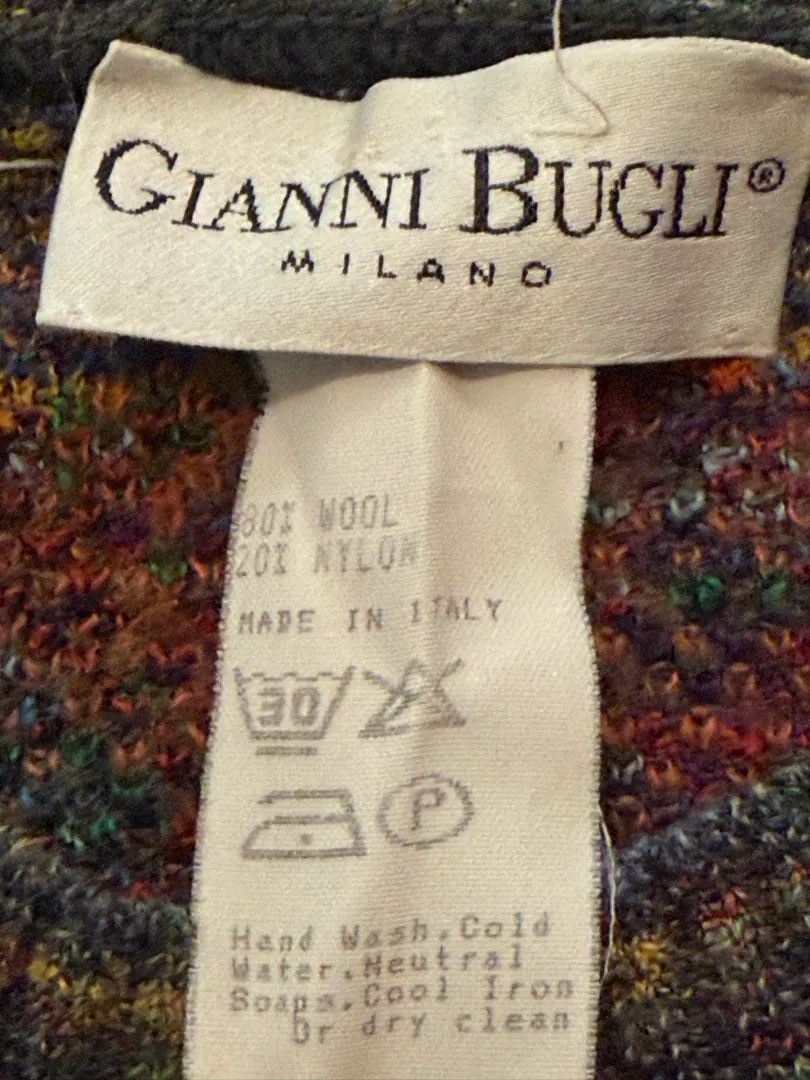 GIANNI BUGLI®
MILANO
80% WOOL
20% NYLON
MADE IN ITALY
30
P
Hand Wash.Cold
Water.Neutral
Soaps.Cool Iron
Or dry clean